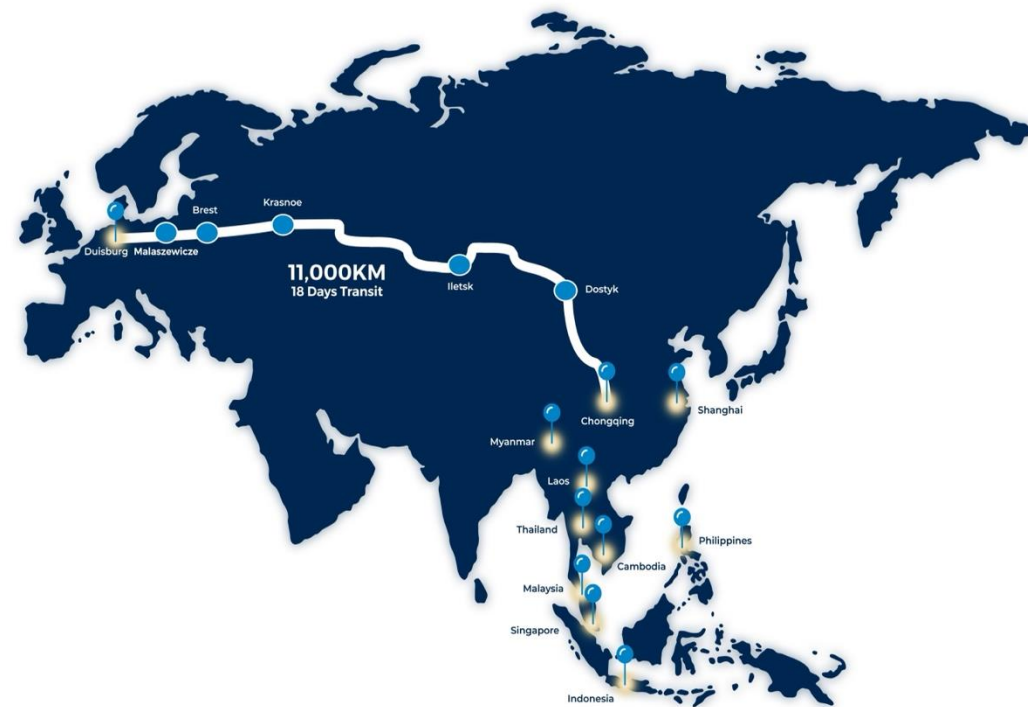 Krasnoe
Brest
Duisburg
Malaszewicze
11,000KM
18 Days Transit
Iletsk
Dostyk
Chongqing
Shanghai
Myanmar
Laos
Thailand
Philippines
Cambodia
Malaysia
Singapore
Indonesia